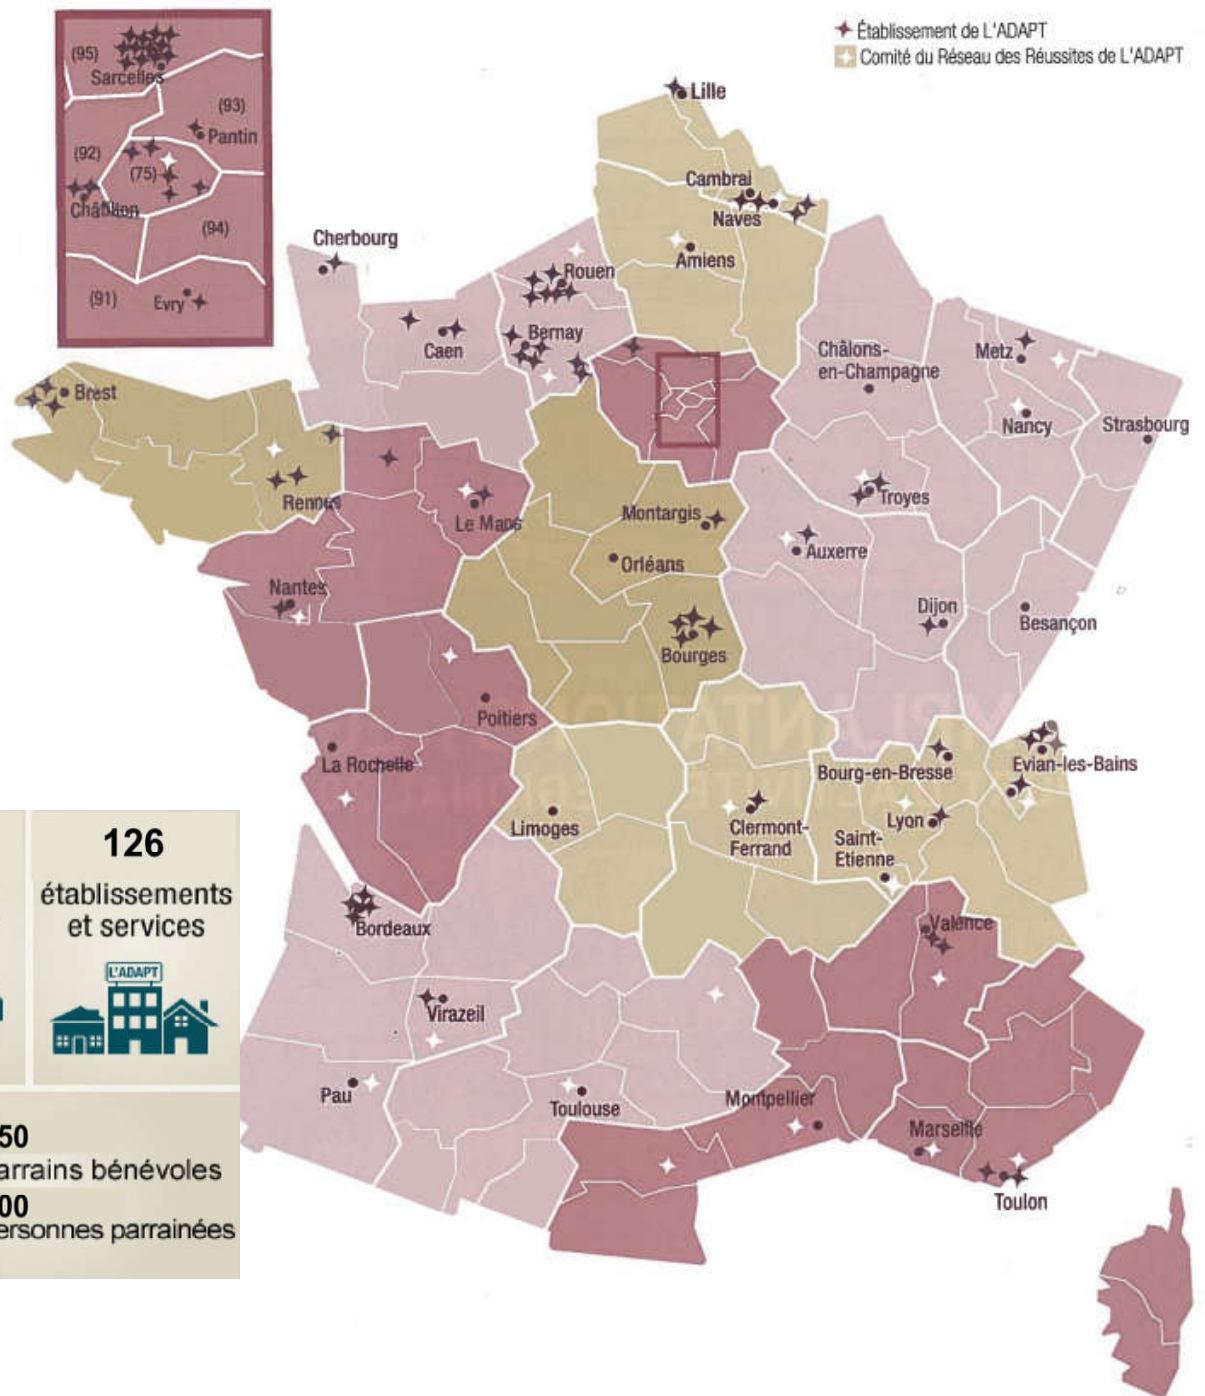 Établissement de L'ADAPT
Comité du Réseau des Réussites de L'ADAPT
(95)
Sarcelles
(93)
Pantin
(92)
(75)
Châtillon
(94)
(91)
Evry
Lille
Cambrai
Naves
Amiens
Cherbourg
Rouen
Bernay
Caen
Châlons-
en-Champagne
Metz
Nancy
Strasbourg
Brest
Rennes
Le Mans
Montargis
Troyes
Orléans
Auxerre
Nantes
Dijon
Besançon
Bourges
Poitiers
La Rochelle
Bourg-en-Bresse
Evian-les-Bains
Limoges
Clermont-
Ferrand
Lyon
Saint-
Etienne
Bordeaux
Valence
Virazeil
Pau
Toulouse
Montpellier
Marseille
Toulon
126
établissements
et services
L'ADAPT
50
arrains bénévoles
00
ersonnes parrainées